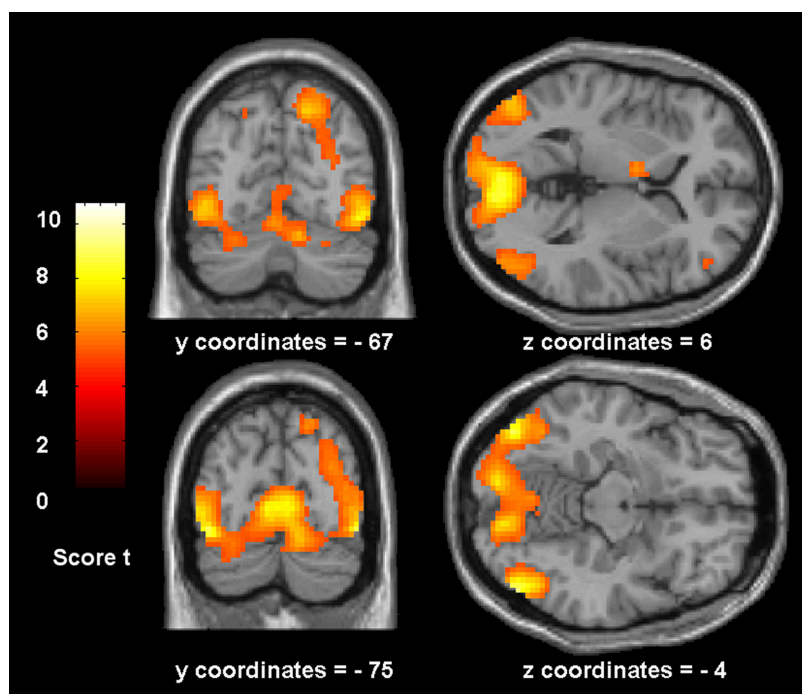 10
8
6
4
2
0
Score t
y coordinates = - 67
z coordinates = 6
y coordinates = - 75
z coordinates = - 4